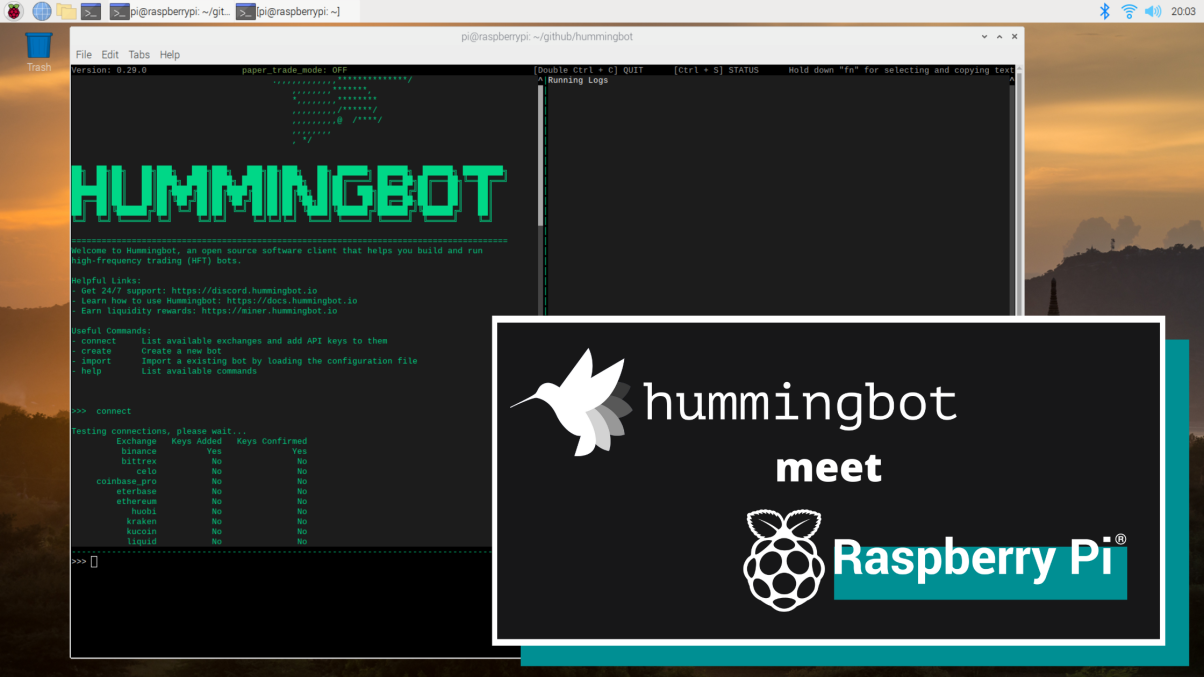 pi@raspberrypi: ~/git...
[pi@raspberrypi: ~]
20:03
Trash
pi@raspberrypi: ~/github/hummingbot
File Edit Tabs Help
Version: 0.29.0 paper_trade_mode: OFF [Double Ctrl + C] QUIT [Ctrl + S] STATUS Hold down "fn" for selecting and copying text
Running Logs
HUMMINGBOT
Welcome to Hummingbot, an open source software client that helps you build and run
high-frequency trading (HFT) bots.
Helpful Links:
- Get 24/7 support: https://discord.hummingbot.io
- Learn how to use Hummingbot: https://docs.hummingbot.io
- Earn liquidity rewards: https://miner.hummingbot.io
Useful Commands:
- connect List available exchanges and add API keys to them
- create Create a new bot
- import Import a existing bot by loading the configuration file
- help List available commands
>>> connect
Testing connections, please wait...
Exchange Keys Added Keys Confirmed
binance Yes Yes
bittrex No No
celo No No
coinbase_pro No No
eterbase No No
ethereum No No
huobi No No
kraken No No
kucoin No No
liquid No No
>>>
hummingbot
meet
Raspberry Pi®